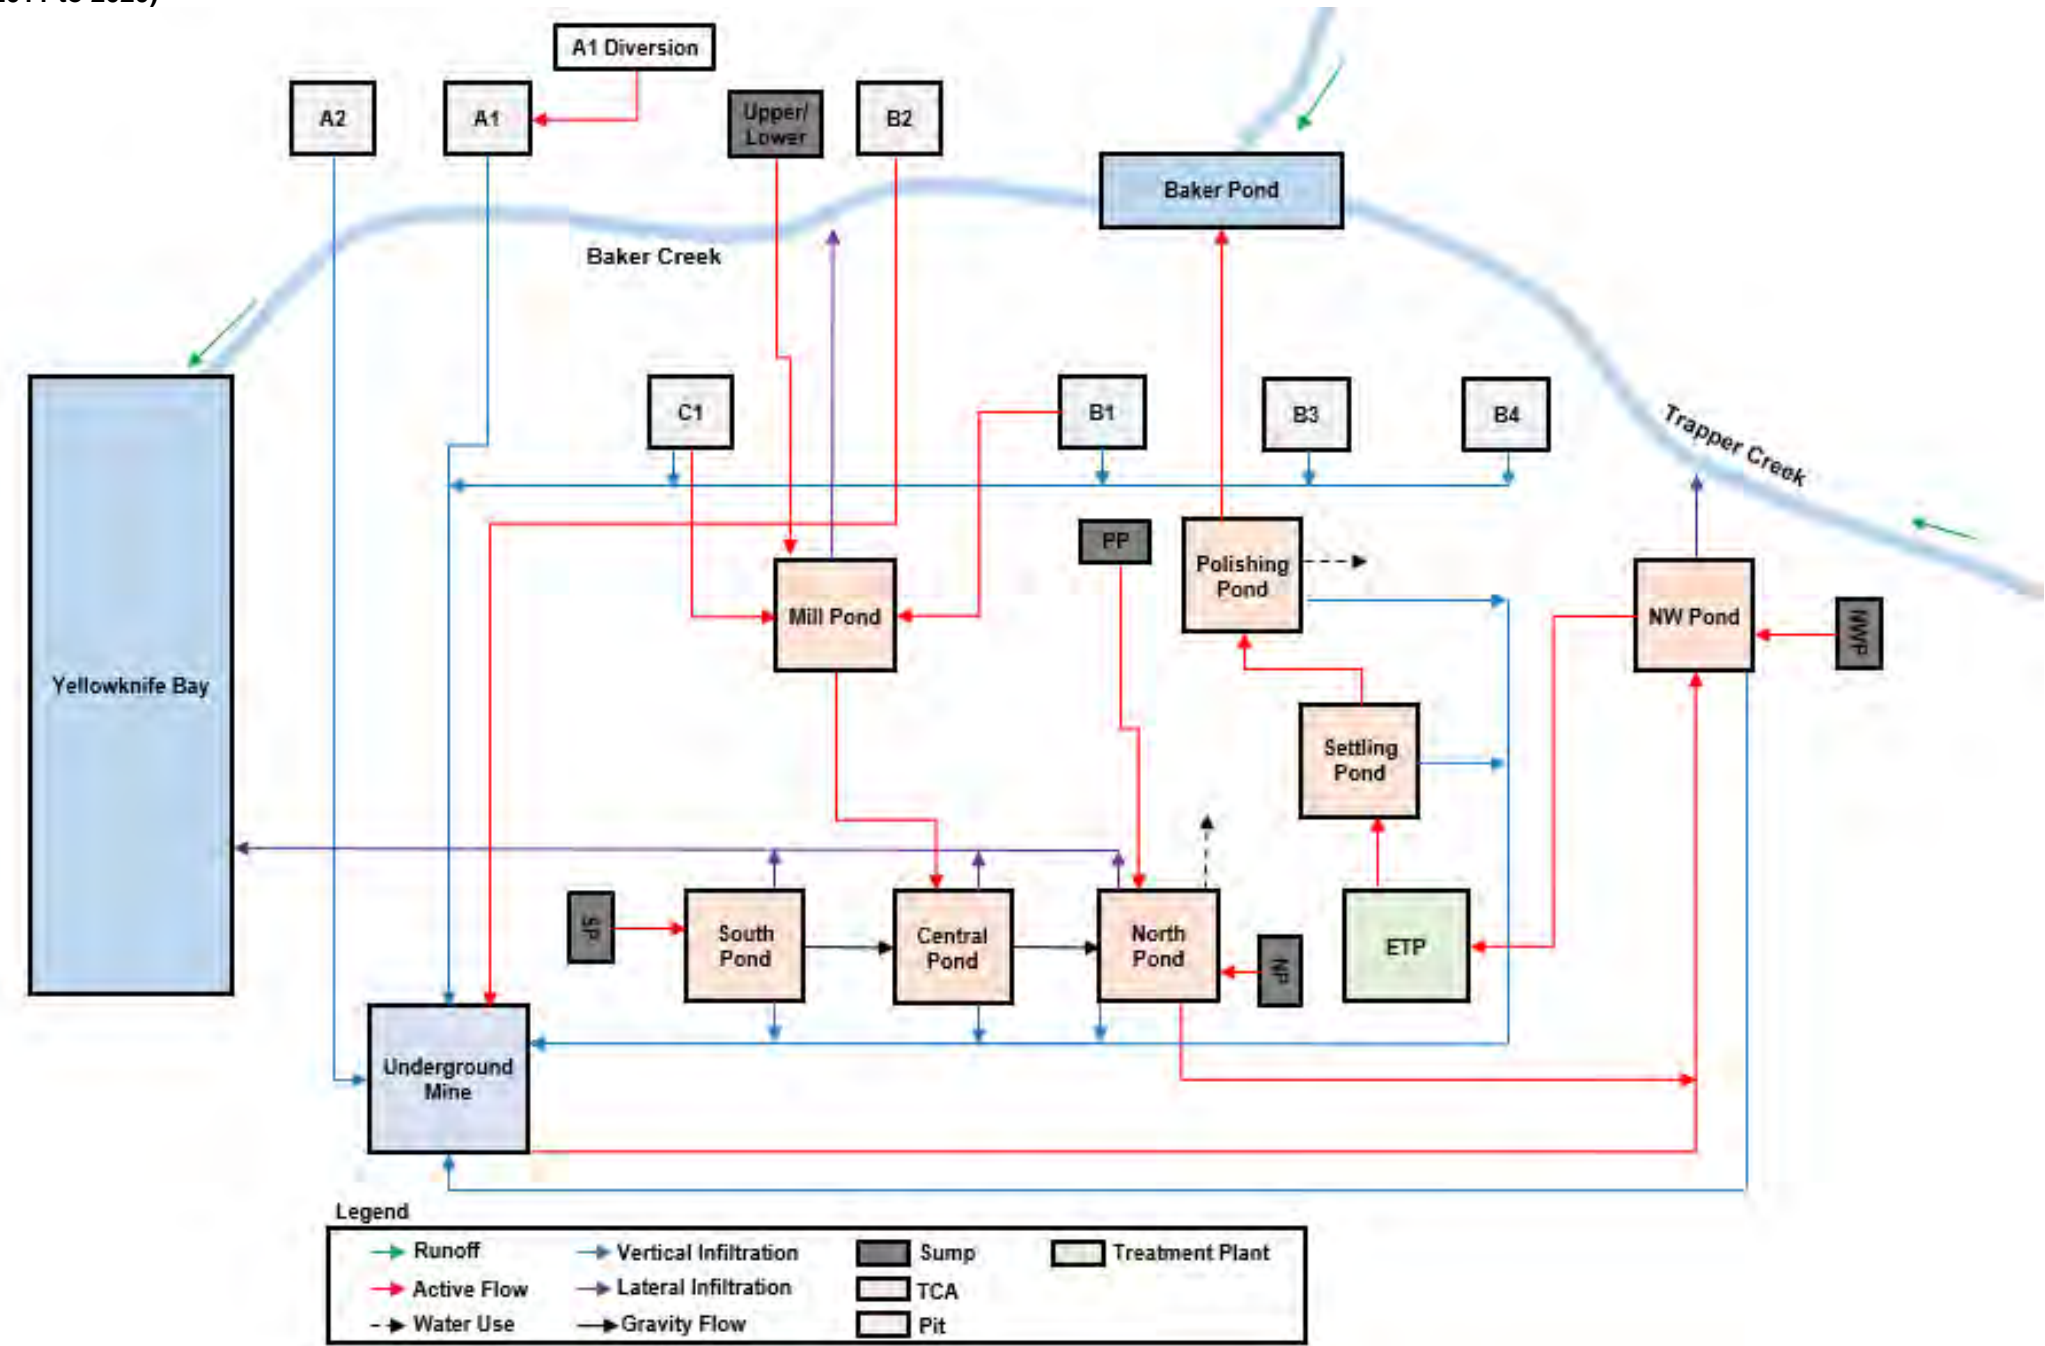 A1 Diversion
A2
A1
Upper/
Lower
B2
Baker Pond
Baker Creek
C1
B1
B3
B4
Trapper Creek
PP
Polishing
Pond
Mill Pond
NW Pond
NWP
Yellowknife Bay
Settling
Pond
SP
South
Pond
Central
Pond
North
Pond
NP
ETP
Underground
Mine
Legend
Runoff
Vertical Infiltration
Sump
Treatment Plant
Active Flow
Lateral Infiltration
TCA
Water Use
Gravity Flow
Pit